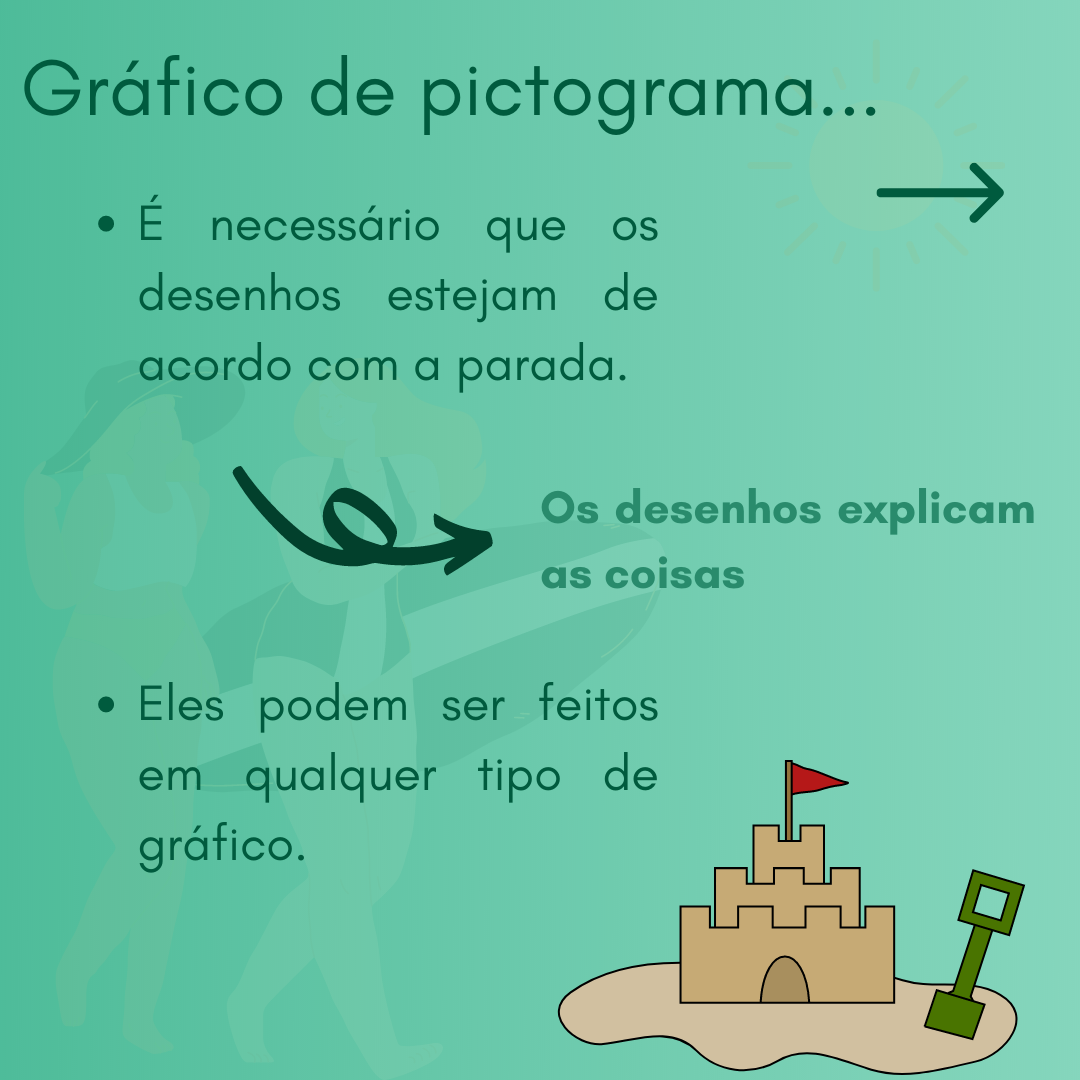 Gráfico de pictograma...
• É necessário que os
desenhos estejam de
acordo com a parada.
Os desenhos explicam
as coisas
• Eles podem ser feitos
em qualquer tipo de
gráfico.